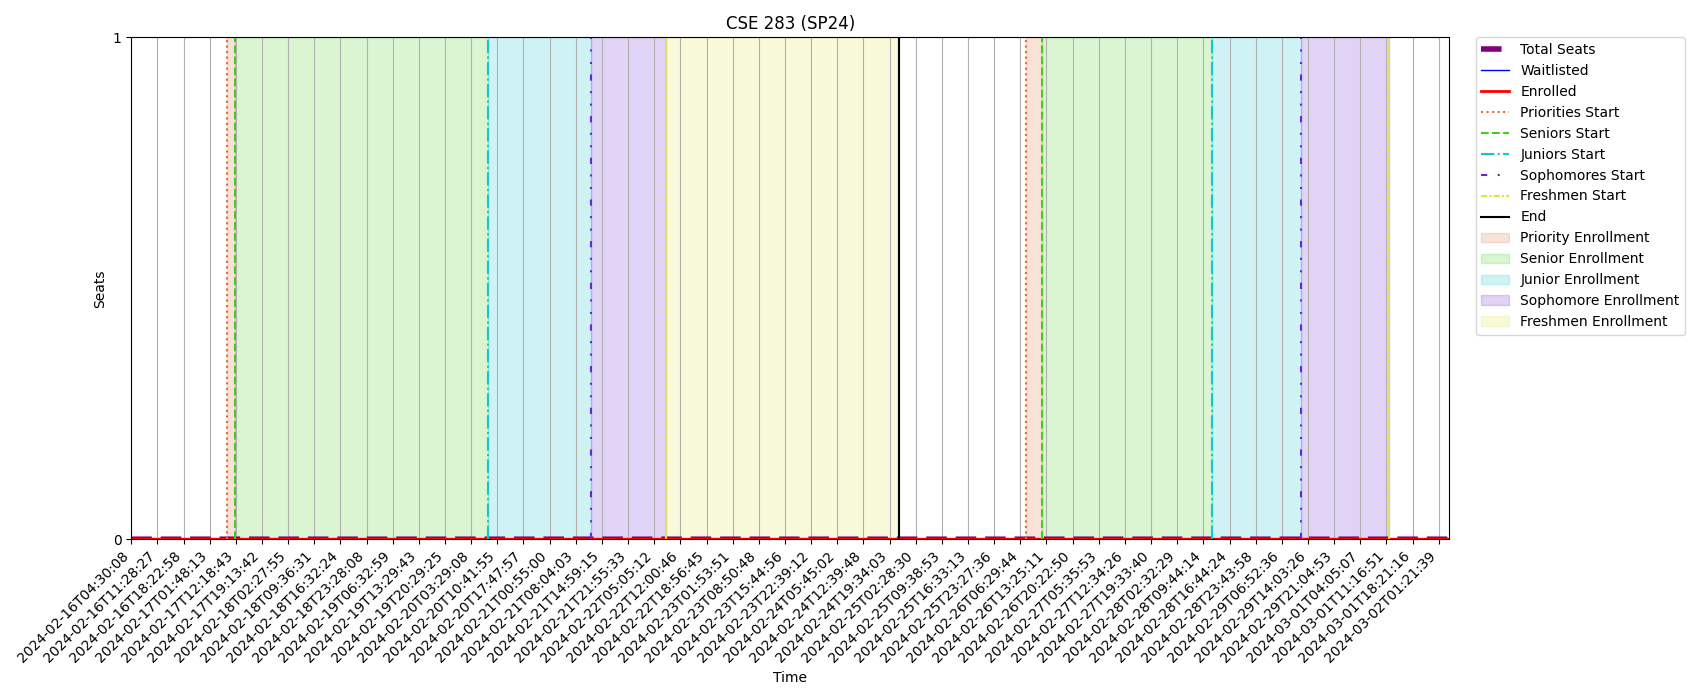 CSE 283 (SP24)
1
0
Seats
Total Seats
Waitlisted
Enrolled
Priorities Start
Seniors Start
Juniors Start
Sophomores Start
Freshmen Start
End
Priority Enrollment
Senior Enrollment
Junior Enrollment
Sophomore Enrollment
Freshmen Enrollment
2024-02-16T04:30:08
2024-02-16T11:28:27
2024-02-16T18:22:58
2024-02-17T01:48:13
2024-02-17T12:18:43
2024-02-17T19:13:42
2024-02-18T02:27:55
2024-02-18T09:36:31
2024-02-18T16:32:24
2024-02-18T23:28:08
2024-02-19T06:32:59
2024-02-19T13:29:43
2024-02-19T20:29:25
2024-02-20T03:29:08
2024-02-20T10:41:55
2024-02-20T17:47:57
2024-02-21T00:55:00
2024-02-21T08:04:03
2024-02-21T14:59:15
2024-02-21T21:55:33
2024-02-22T05:05:12
2024-02-22T12:00:46
2024-02-22T18:56:45
2024-02-23T01:53:51
2024-02-23T08:50:48
2024-02-23T15:44:56
2024-02-23T22:39:12
2024-02-24T05:45:02
2024-02-24T12:39:48
2024-02-24T19:34:03
2024-02-25T02:28:30
2024-02-25T09:38:53
2024-02-25T16:33:13
2024-02-25T23:27:36
2024-02-26T06:29:44
2024-02-26T13:25:11
2024-02-26T20:22:50
2024-02-27T05:35:53
2024-02-27T12:34:26
2024-02-27T19:33:40
2024-02-28T02:32:29
2024-02-28T09:44:14
2024-02-28T16:44:24
2024-02-28T23:43:58
2024-02-29T06:52:36
2024-02-29T14:03:26
2024-02-29T21:04:53
2024-03-01T04:05:07
2024-03-01T11:16:51
2024-03-01T18:21:16
2024-03-02T01:21:39
Time